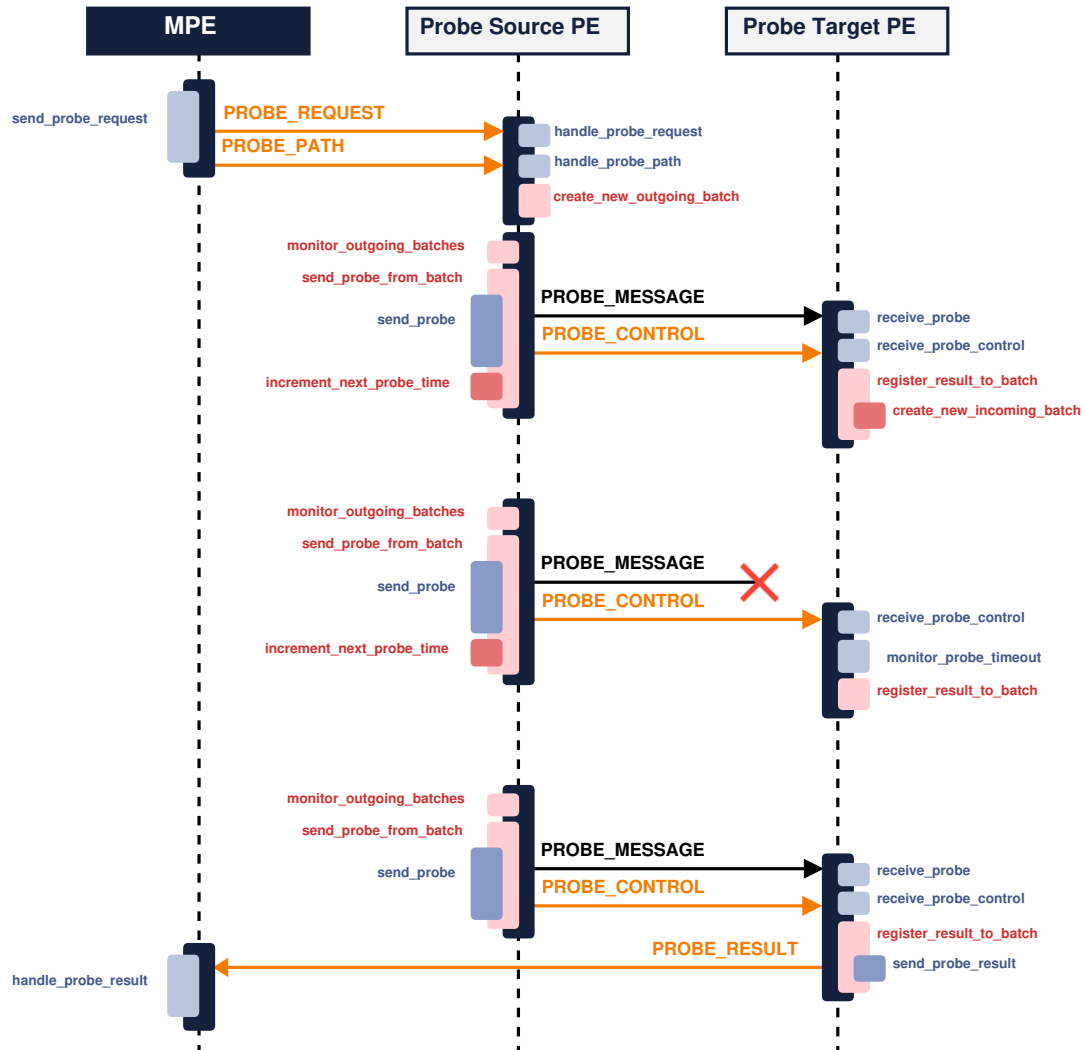 MPE
Probe Source PE
Probe Target PE
send_probe_request
PROBE_REQUEST
handle_probe_request
PROBE_PATH
handle_probe_path
create_new_outgoing_batch
monitor_outgoing_batches
send_probe_from_batch
PROBE_MESSAGE
send_probe
receive_probe
PROBE_CONTROL
receive_probe_control
increment_next_probe_time
register_result_to_batch
create_new_incoming_batch
monitor_outgoing_batches
send_probe_from_batch
PROBE_MESSAGE
send_probe
PROBE_CONTROL
receive_probe_control
increment_next_probe_time
monitor_probe_timeout
register_result_to_batch
monitor_outgoing_batches
send_probe_from_batch
PROBE_MESSAGE
send_probe
receive_probe
PROBE_CONTROL
receive_probe_control
register_result_to_batch
PROBE_RESULT
send_probe_result
handle_probe_result